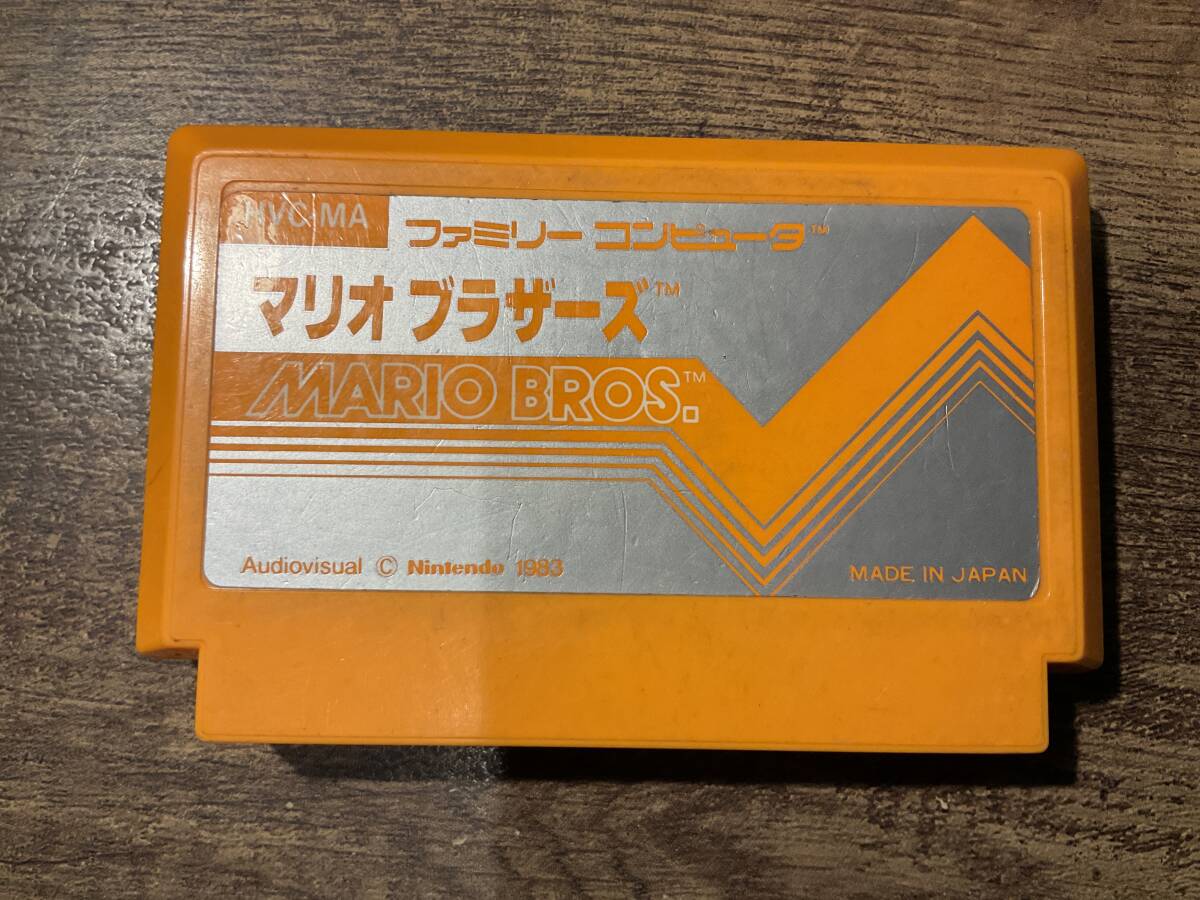 HVC-MA
ファミリー コンピュータ™
マリオ ブラザーズ™
MARIO BROS.™
Audiovisual © Nintendo 1983
MADE IN JAPAN